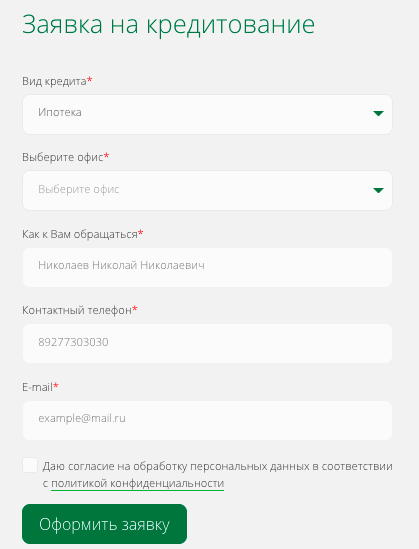 Заявка на кредитование
Вид кредита*
Ипотека
Выберите офис*
Выберите офис
Как к Вам обращаться*
Николаев Николай Николаевич
Контактный телефон*
89277303030
E-mail*
example@mail.ru
Даю согласие на обработку персональных данных в соответствии
с политикой конфиденциальности
Оформить заявку